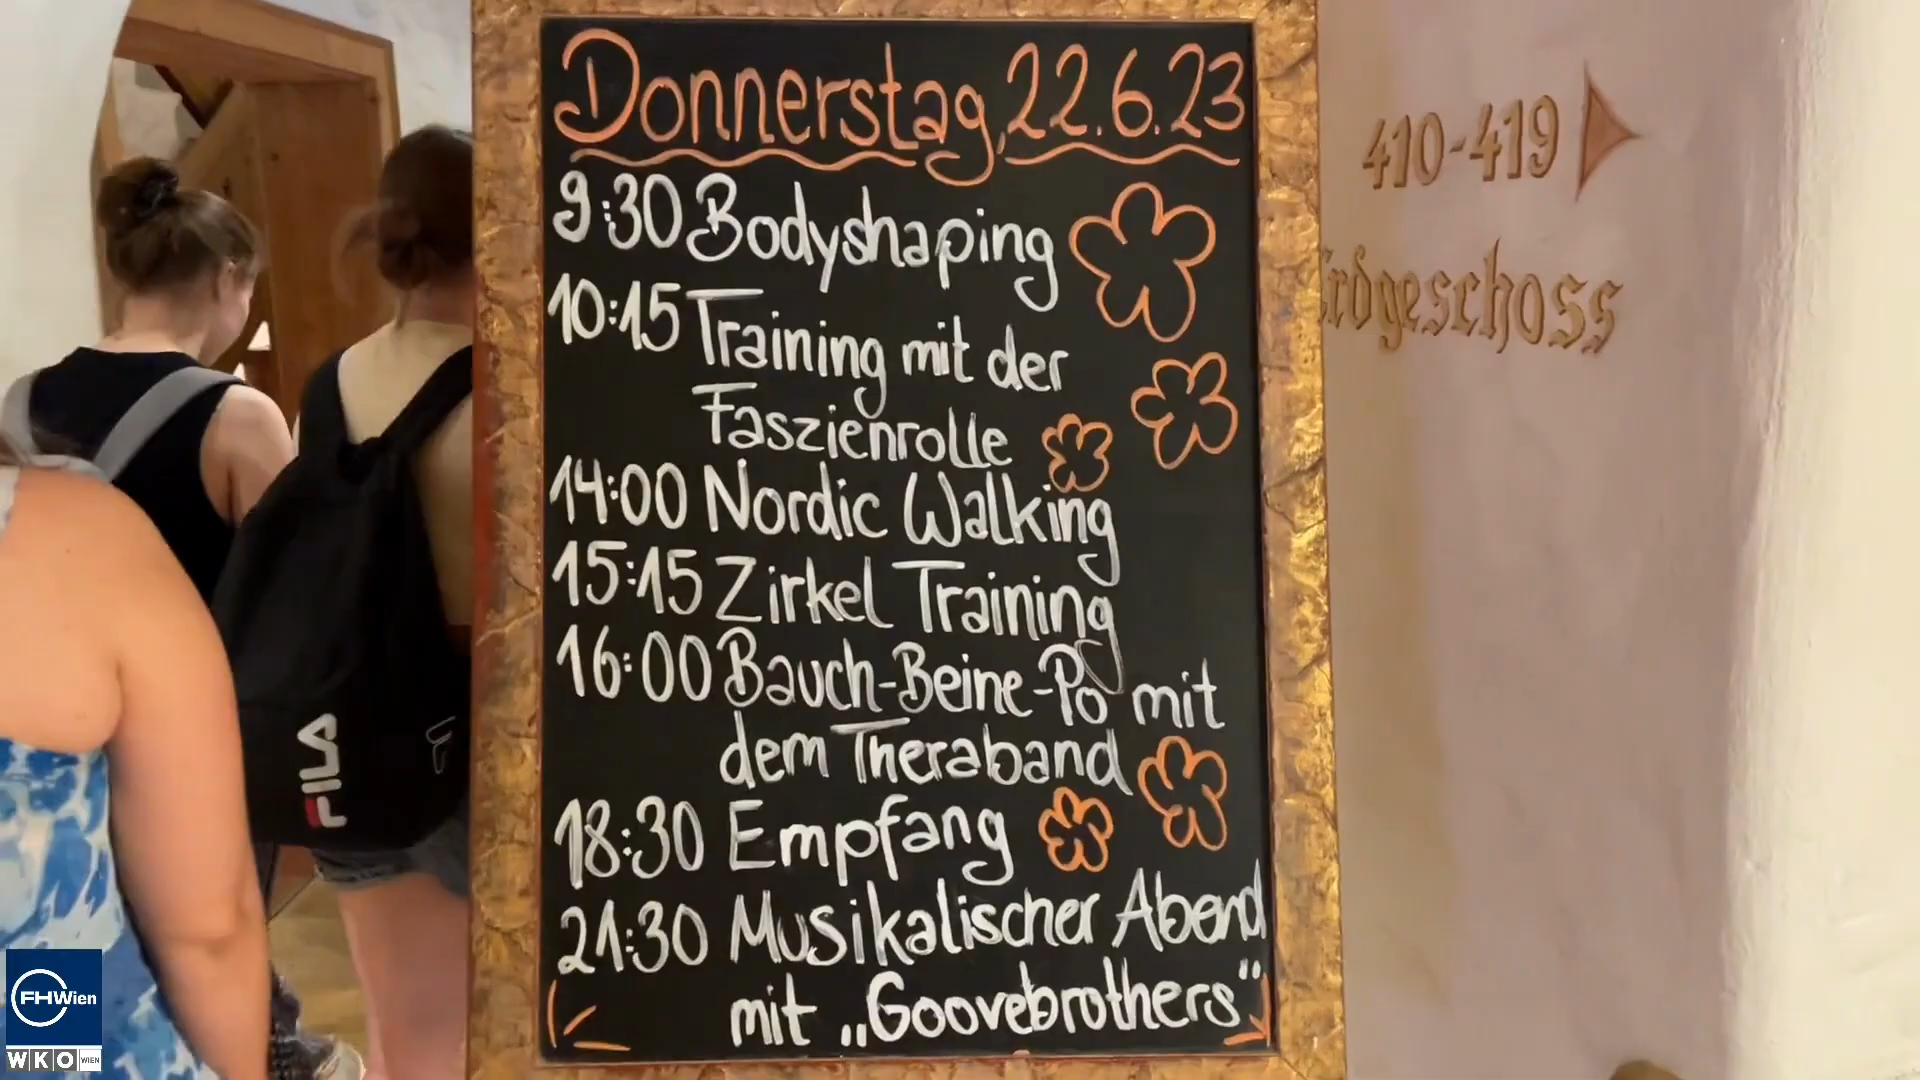 Donnerstag, 22.6.23
9:30 Bodyshaping
10:15 Training mit der
Faszienrolle
14:00 Nordic Walking
15:15 Zirkel Training
16:00 Bauch-Beine-Po mit
dem Theraband
18:30 Empfang
21:30 Musikalischer Abend
mit „Goovebrothers“
410-419
Erdgeschoss
FILA
FHWien
WKO WIEN